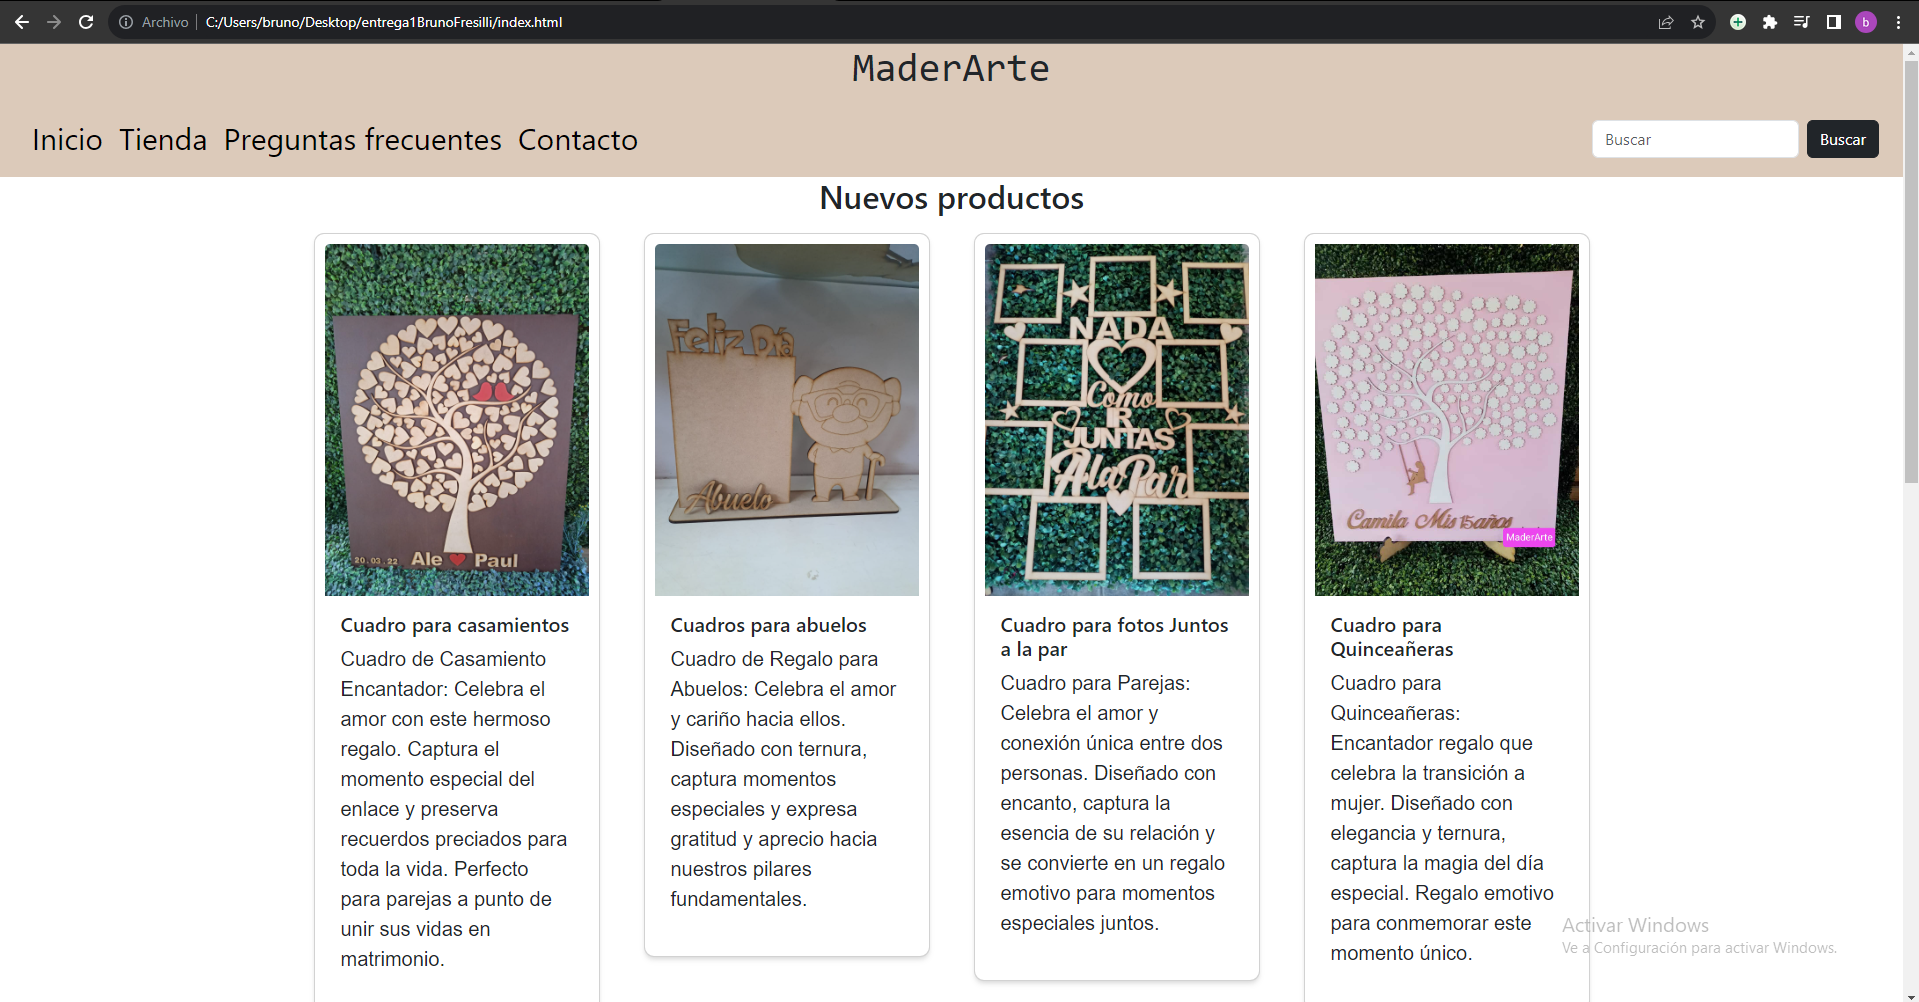 Archivo
C:/Users/bruno/Desktop/entrega1BrunoFresilli/index.html
b
MaderArte
Inicio Tienda Preguntas frecuentes Contacto
Buscar
Buscar
Nuevos productos
20.03.22 Ale Paul
Feliz Día
Abuelo
NADA
Como
IR
JUNTAS
A la Par
Camila Mis 15 años
MaderArte
Cuadro para casamientos
Cuadro de Casamiento
Encantador: Celebra el
amor con este hermoso
regalo. Captura el
momento especial del
enlace y preserva
recuerdos preciados para
toda la vida. Perfecto
para parejas a punto de
unir sus vidas en
matrimonio.
Cuadros para abuelos
Cuadro de Regalo para
Abuelos: Celebra el amor
y cariño hacia ellos.
Diseñado con ternura,
captura momentos
especiales y expresa
gratitud y aprecio hacia
nuestros pilares
fundamentales.
Cuadro para fotos Juntos
a la par
Cuadro para Parejas:
Celebra el amor y
conexión única entre dos
personas. Diseñado con
encanto, captura la
esencia de su relación y
se convierte en un regalo
emotivo para momentos
especiales juntos.
Cuadro para
Quinceañeras
Cuadro para
Quinceañeras:
Encantador regalo que
celebra la transición a
mujer. Diseñado con
elegancia y ternura,
captura la magia del día
especial. Regalo emotivo
para conmemorar este
momento único.
Activar Windows
Ve a Configuración para activar Windows.